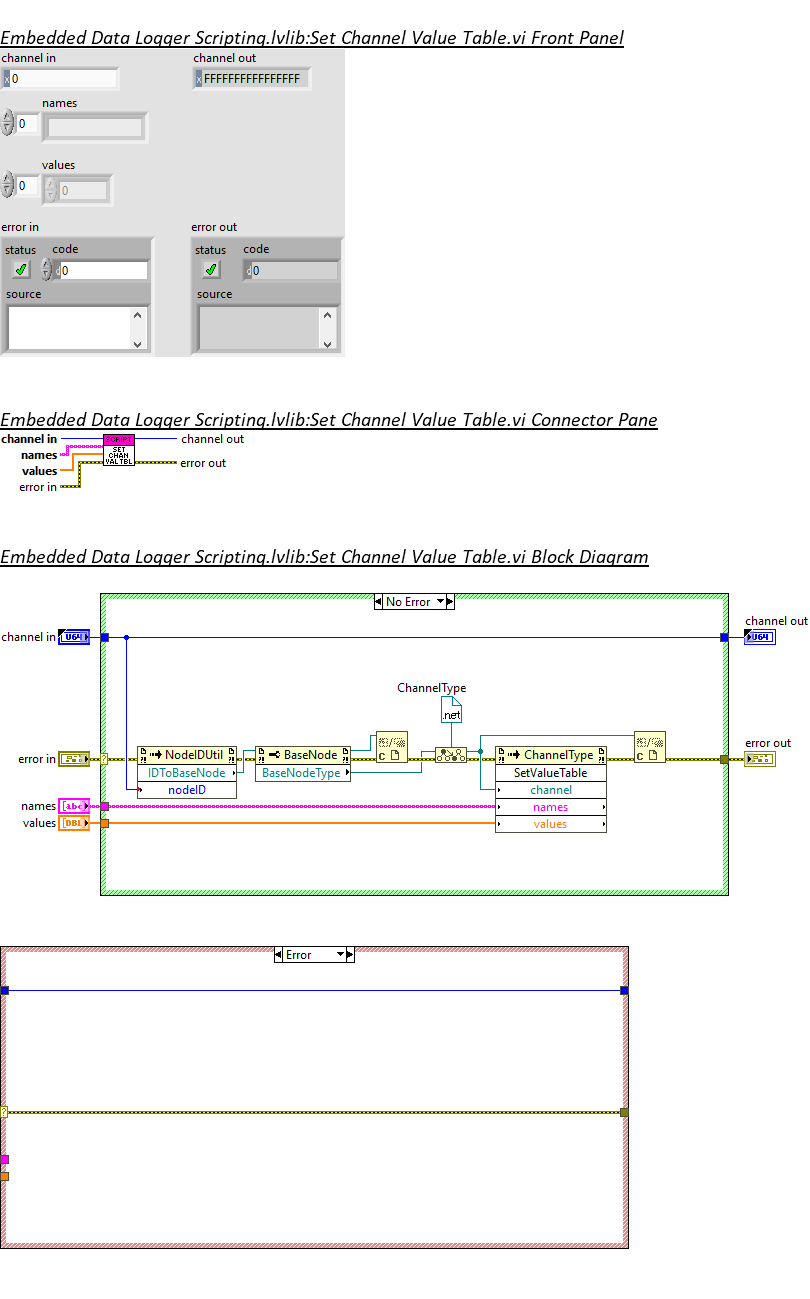 Embedded Data Logger Scripting.lvlib:Set Channel Value Table.vi Front Panel
channel in
channel out
x 0
x FFFFFFFFFFFFFFFF
names
0
values
0
0
error in
error out
status code
status code
d 0
d 0
source
source
Embedded Data Logger Scripting.lvlib:Set Channel Value Table.vi Connector Pane
channel in
SCRIPT
channel out
names
SET
CHAN
VAL TBL
values
error out
error in
Embedded Data Logger Scripting.lvlib:Set Channel Value Table.vi Block Diagram
No Error
channel out
channel in
U64
U64
ChannelType
.net
error out
error in
NodeIDUtil
BaseNode
ChannelType
IDToBaseNode
BaseNodeType
SetValueTable
nodeID
channel
names
abc
names
values
DBL
values
Error